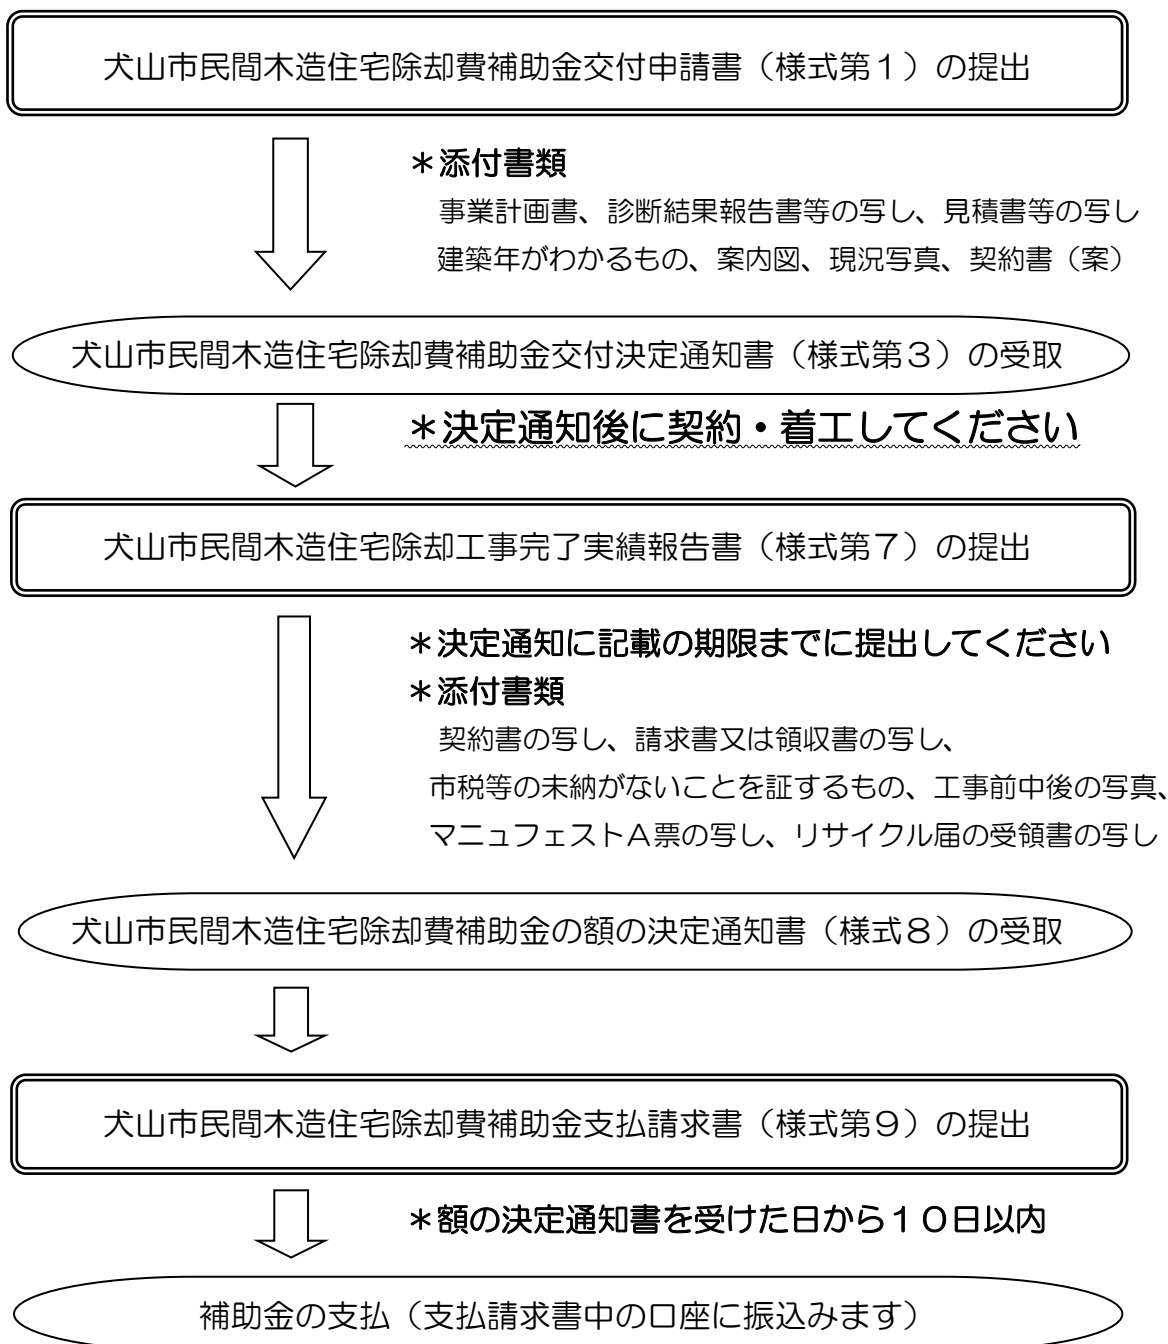 犬山市民間木造住宅除却費補助金交付申請書（様式第１）の提出
＊添付書類
事業計画書、診断結果報告書等の写し、見積書等の写し
建築年がわかるもの、案内図、現況写真、契約書（案）
犬山市民間木造住宅除却費補助金交付決定通知書（様式第３）の受取
＊決定通知後に契約・着工してください
犬山市民間木造住宅除却工事完了実績報告書（様式第７）の提出
＊決定通知に記載の期限までに提出してください
＊添付書類
契約書の写し、請求書又は領収書の写し、
市税等の未納がないことを証するもの、工事前中後の写真、
マニュフェストＡ票の写し、リサイクル届の受領書の写し
犬山市民間木造住宅除却費補助金の額の決定通知書（様式８）の受取
犬山市民間木造住宅除却費補助金支払請求書（様式第９）の提出
＊額の決定通知書を受けた日から１０日以内
補助金の支払（支払請求書中の口座に振込みます）